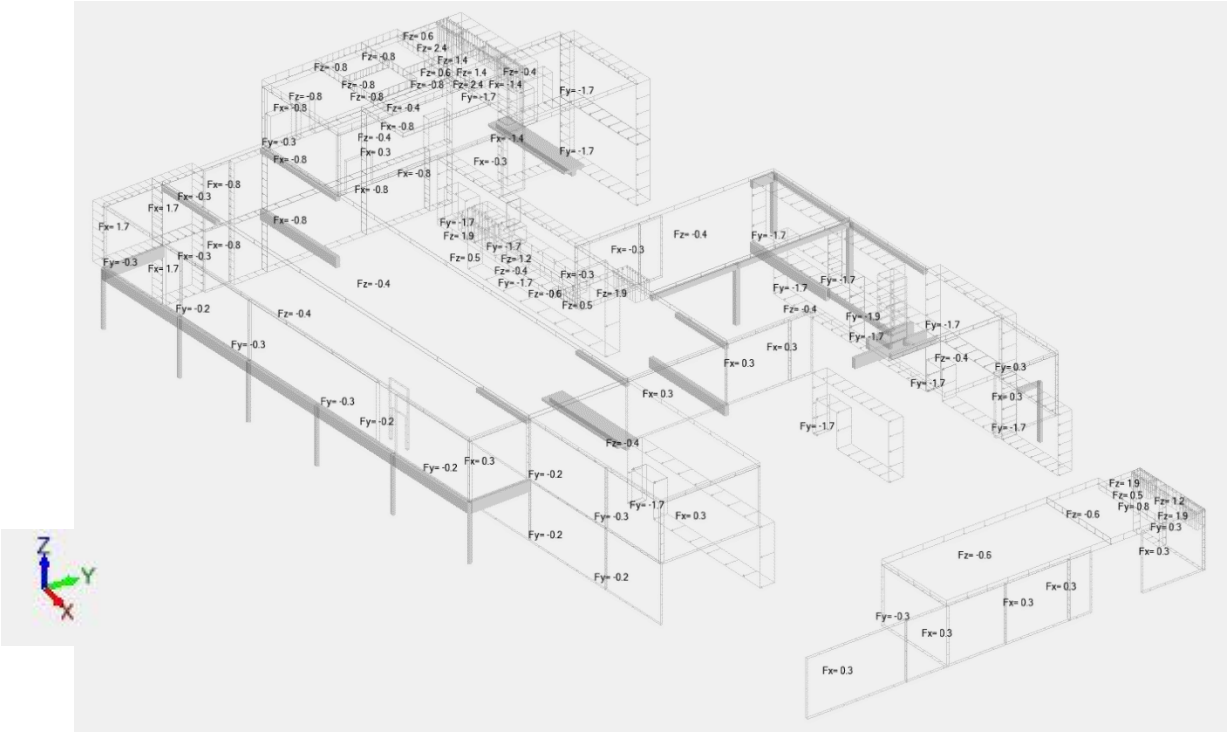 Fz= 0.6
Fz= 2.4
Fz= -0.8
Fz= 1.4
Fz= -0.8
Fz= 0.6
Fz= 1.4
Fz= -0.4
Fz= -0.8
Fz= -0.8
Fz= 2.4
Fx= -1.4
Fy= -1.7
Fz= -0.8
Fz= -0.8
Fy= -1.7
Fx= -0.8
Fz= -0.4
Fx= -0.8
Fy= -0.3
Fz= -0.4
Fx= -1.4
Fx= -0.8
Fx= 0.3
Fy= -1.7
Fx= -0.3
Fx= -0.8
Fx= -0.8
Fx= -0.8
Fx= -0.3
Fx= 1.7
Fx= -0.8
Fy= -1.7
Fx= 1.7
Fz= 1.9
Fz= -0.4
Fy= -1.7
Fx= -0.8
Fy= -1.7
Fx= -0.3
Fx= -0.3
Fz= 0.5
Fz= 1.2
Fy= -0.3
Fx= 1.7
Fz= -0.4
Fx= -0.3
Fz= -0.4
Fy= -1.7
Fy= -1.7
Fy= -1.7
Fz= -0.6
Fz= 1.9
Fz= 0.5
Fy= -0.2
Fz= -0.4
Fy= -1.7
Fz= -0.4
Fy= -1.9
Fy= -1.7
Fy= -1.7
Fy= -0.3
Fx= 0.3
Fx= 0.3
Fz= -0.4
Fy= 0.3
Fy= -1.7
Fx= 0.3
Fx= 0.3
Fy= -0.3
Fy= -0.2
Fy= -1.7
Fy= -1.7
Fz= -0.4
Fy= -0.2
Fx= 0.3
Fy= -0.2
Fz= 1.9
Fz= 0.5
Fz= 1.2
Fy= -1.7
Fy= 0.8
Fz= -0.6
Fz= 1.9
Fy= -0.3
Fx= 0.3
Fy= 0.3
Fy= -0.2
Fx= 0.3
Fz= -0.6
Fy= -0.2
Fx= 0.3
Fx= 0.3
Fy= -0.3
Fx= 0.3
Fx= 0.3
Z
Y
X